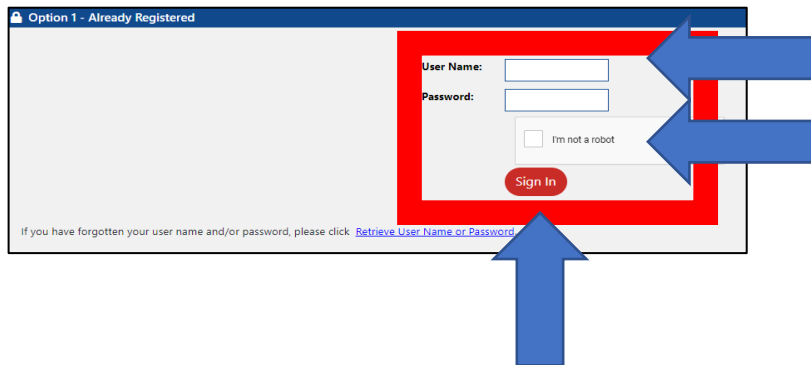 Option 1 - Already Registered
User Name:
Password:
I'm not a robot
Sign In
If you have forgotten your user name and/or password, please click Retrieve User Name or Password.